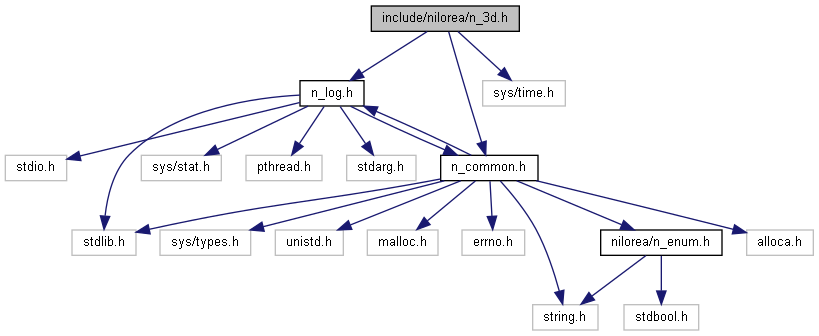 include/nilorea/n_3d.h
n_log.h
sys/time.h
stdio.h
sys/stat.h
pthread.h
stdarg.h
n_common.h
stdlib.h
sys/types.h
unistd.h
malloc.h
errno.h
nilorea/n_enum.h
alloca.h
string.h
stdbool.h